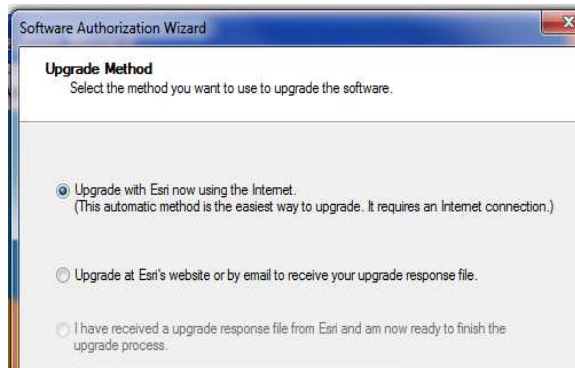 Software Authorization Wizard
Upgrade Method
Select the method you want to use to upgrade the software.
Upgrade with Esri now using the Internet.
(This automatic method is the easiest way to upgrade. It requires an Internet connection.)
Upgrade at Esri's website or by email to receive your upgrade response file.
I have received a upgrade response file from Esri and am now ready to finish the
upgrade process.